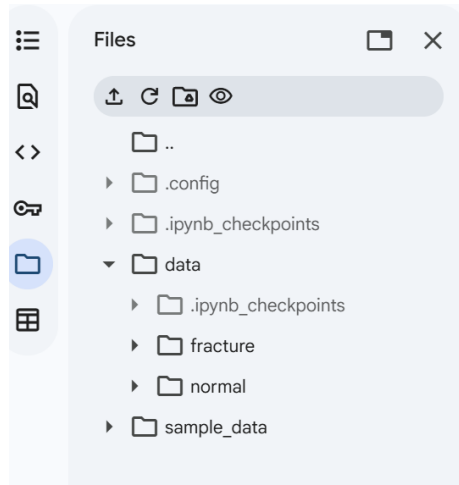 Files
..
.config
.ipynb_checkpoints
data
.ipynb_checkpoints
fracture
normal
sample_data